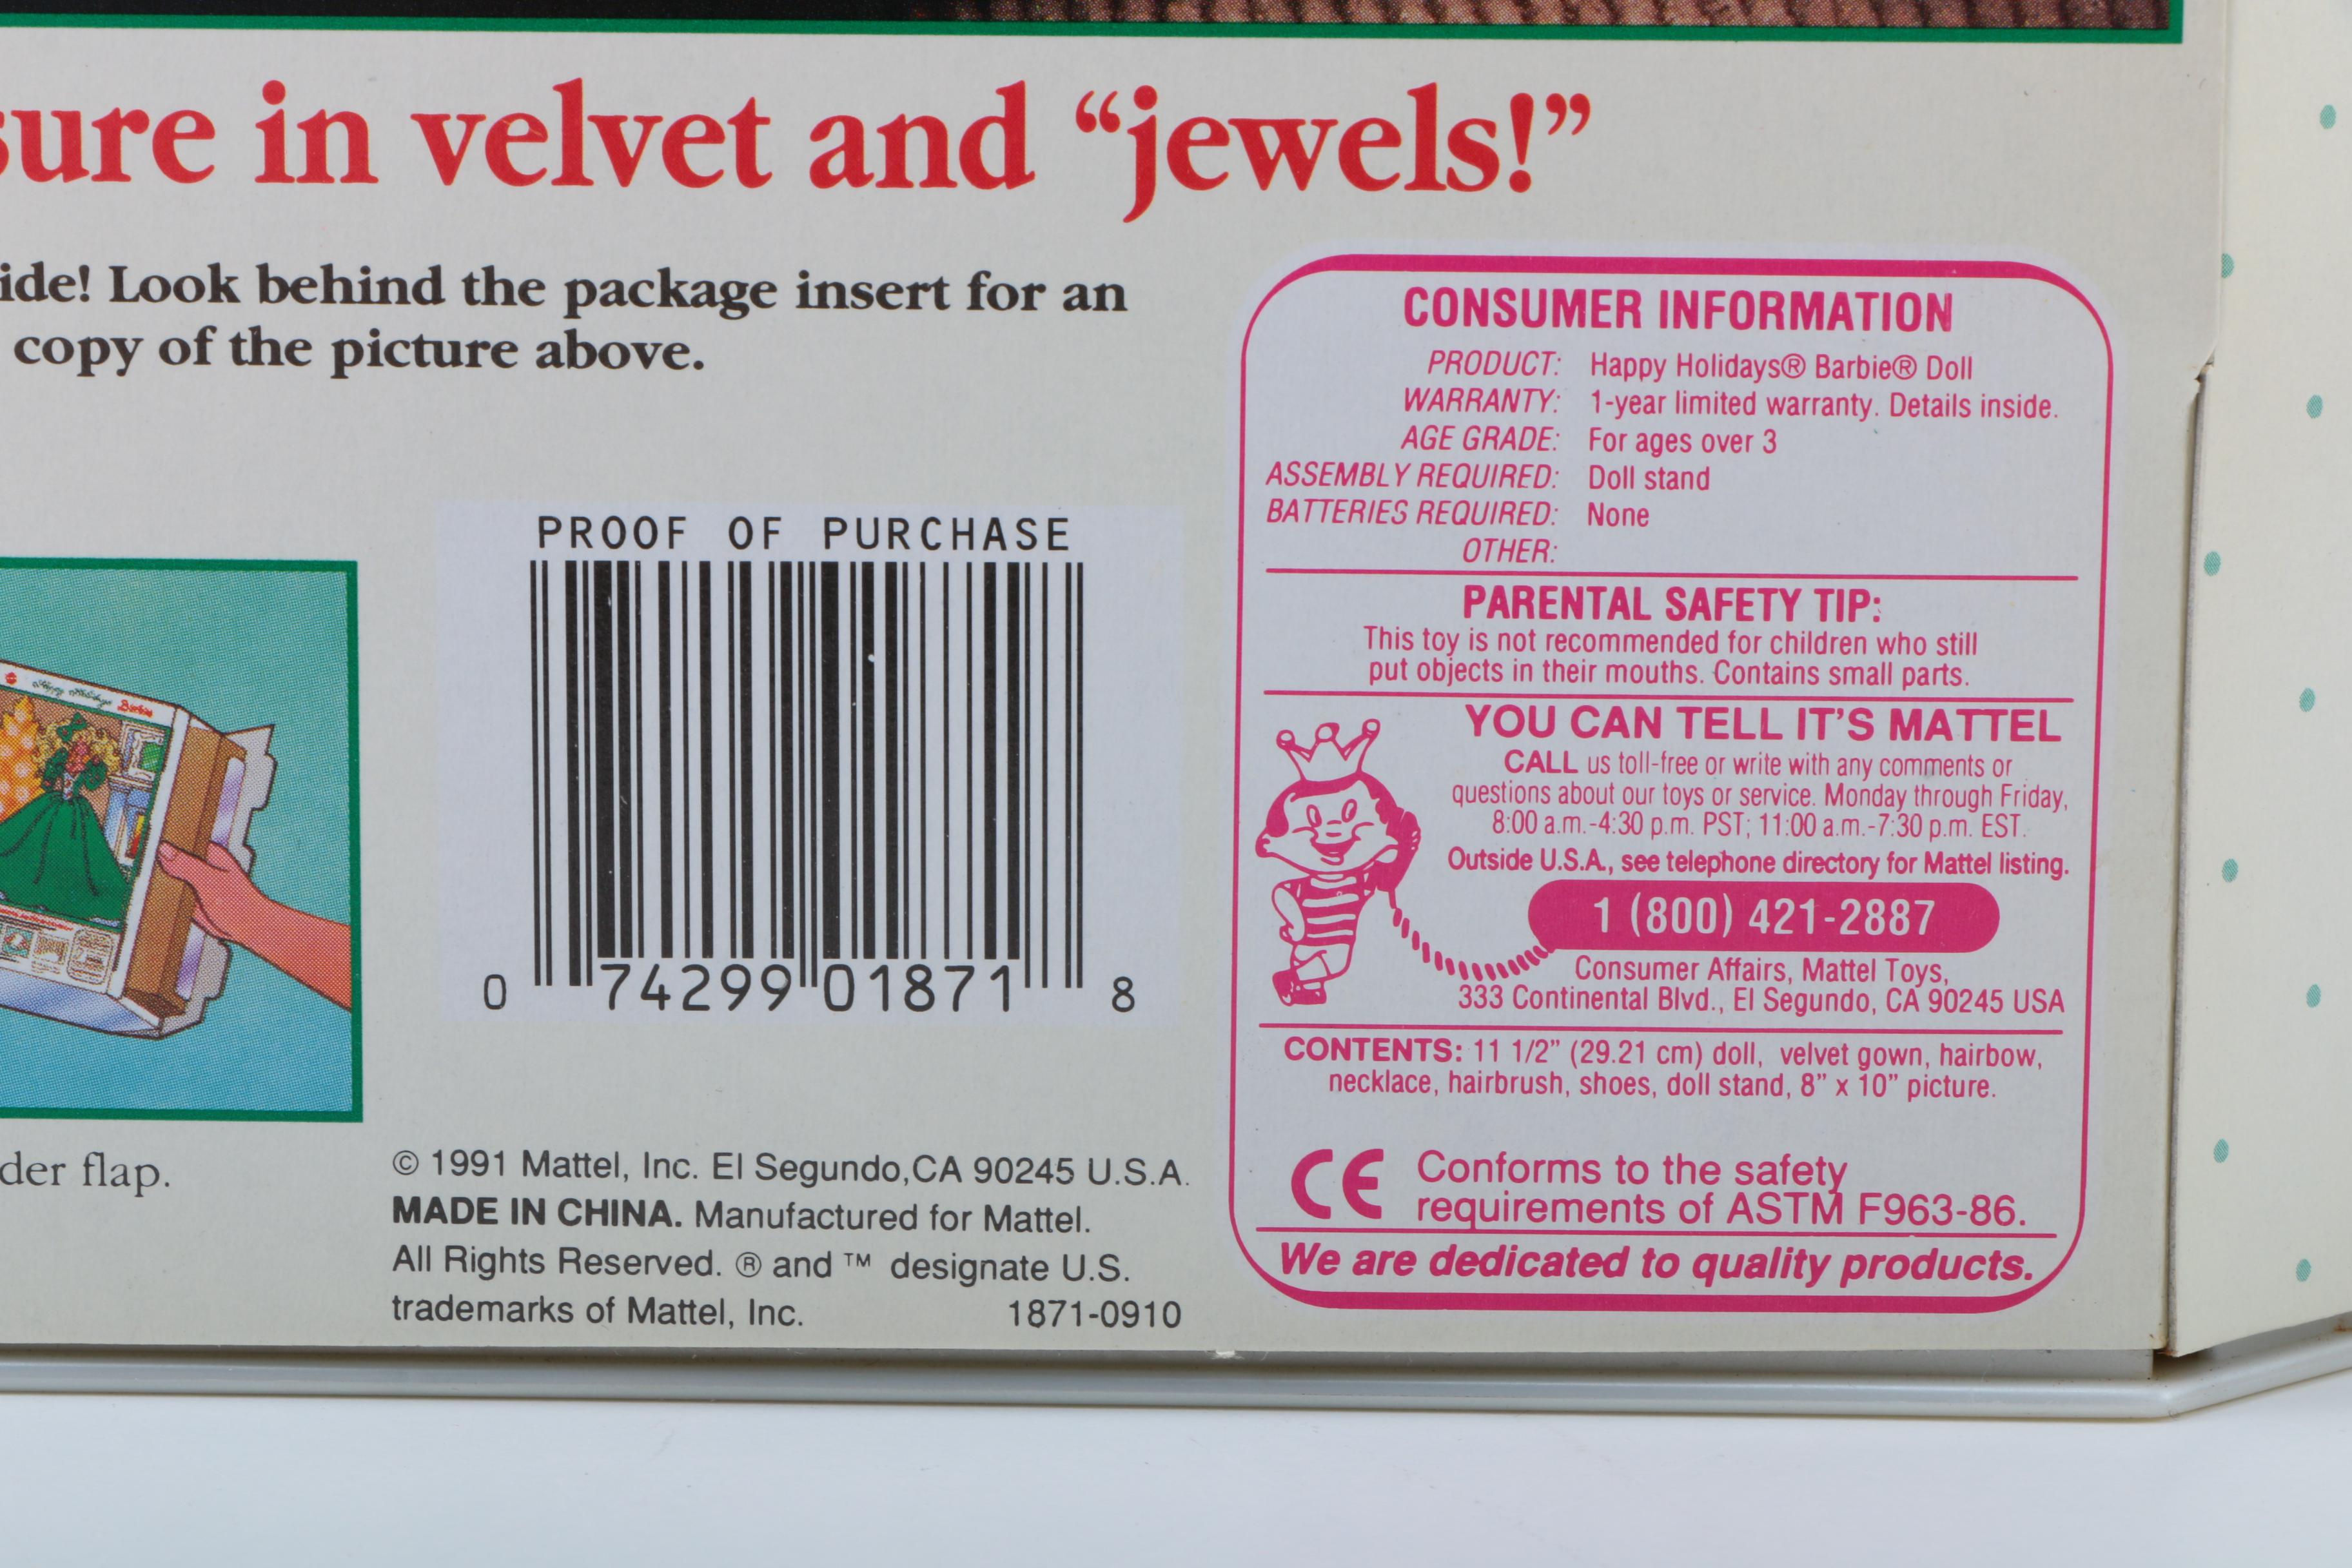 sure in velvet and “jewels!”
ide! Look behind the package insert for an
copy of the picture above.
PROOF OF PURCHASE
0 74299 01871 8
der flap.
© 1991 Mattel, Inc. El Segundo,CA 90245 U.S.A.
MADE IN CHINA. Manufactured for Mattel.
All Rights Reserved. ® and ™ designate U.S.
trademarks of Mattel, Inc. 1871-0910
CONSUMER INFORMATION
PRODUCT: Happy Holidays® Barbie® Doll
WARRANTY: 1-year limited warranty. Details inside.
AGE GRADE: For ages over 3
ASSEMBLY REQUIRED: Doll stand
BATTERIES REQUIRED: None
OTHER:
PARENTAL SAFETY TIP:
This toy is not recommended for children who still
put objects in their mouths. Contains small parts.
YOU CAN TELL IT’S MATTEL
CALL us toll-free or write with any comments or
questions about our toys or service. Monday through Friday,
8:00 a.m.-4:30 p.m. PST; 11:00 a.m.-7:30 p.m. EST.
Outside U.S.A., see telephone directory for Mattel listing.
1 (800) 421-2887
Consumer Affairs, Mattel Toys,
333 Continental Blvd., El Segundo, CA 90245 USA
CONTENTS: 11 1/2” (29.21 cm) doll, velvet gown, hairbow,
necklace, hairbrush, shoes, doll stand, 8” x 10” picture.
CE Conforms to the safety
requirements of ASTM F963-86.
We are dedicated to quality products.
Happy Holidays Barbie